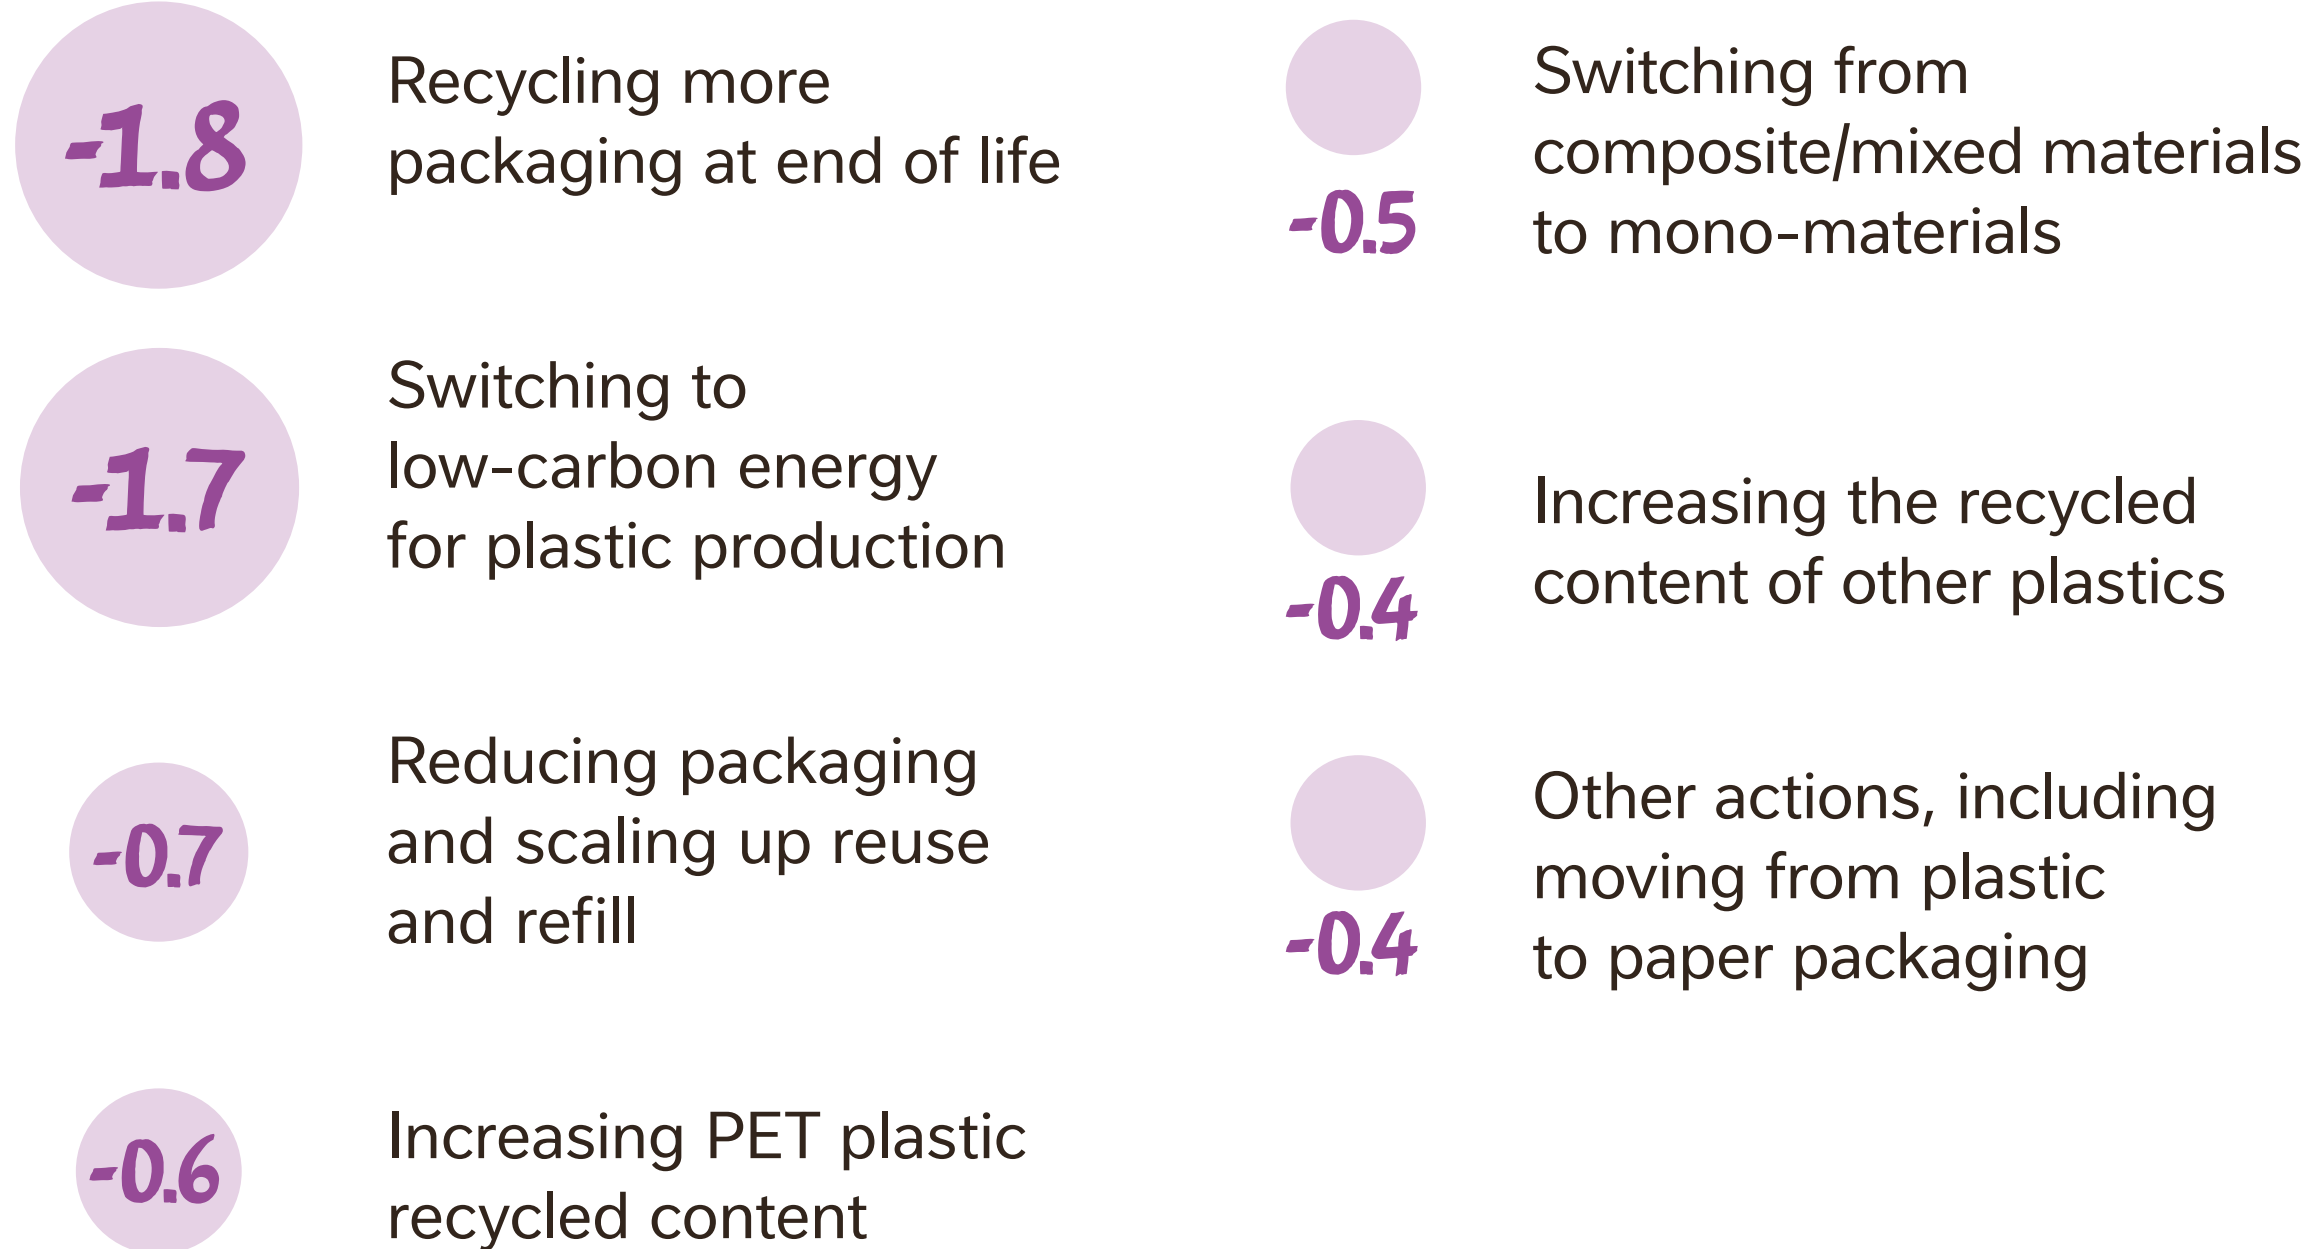 -1.8
Recycling more
packaging at end of life
-1.7
Switching to
low-carbon energy
for plastic production
-0.7
Reducing packaging
and scaling up reuse
and refill
-0.6
Increasing PET plastic
recycled content
-0.5
Switching from
composite/mixed materials
to mono-materials
-0.4
Increasing the recycled
content of other plastics
-0.4
Other actions, including
moving from plastic
to paper packaging